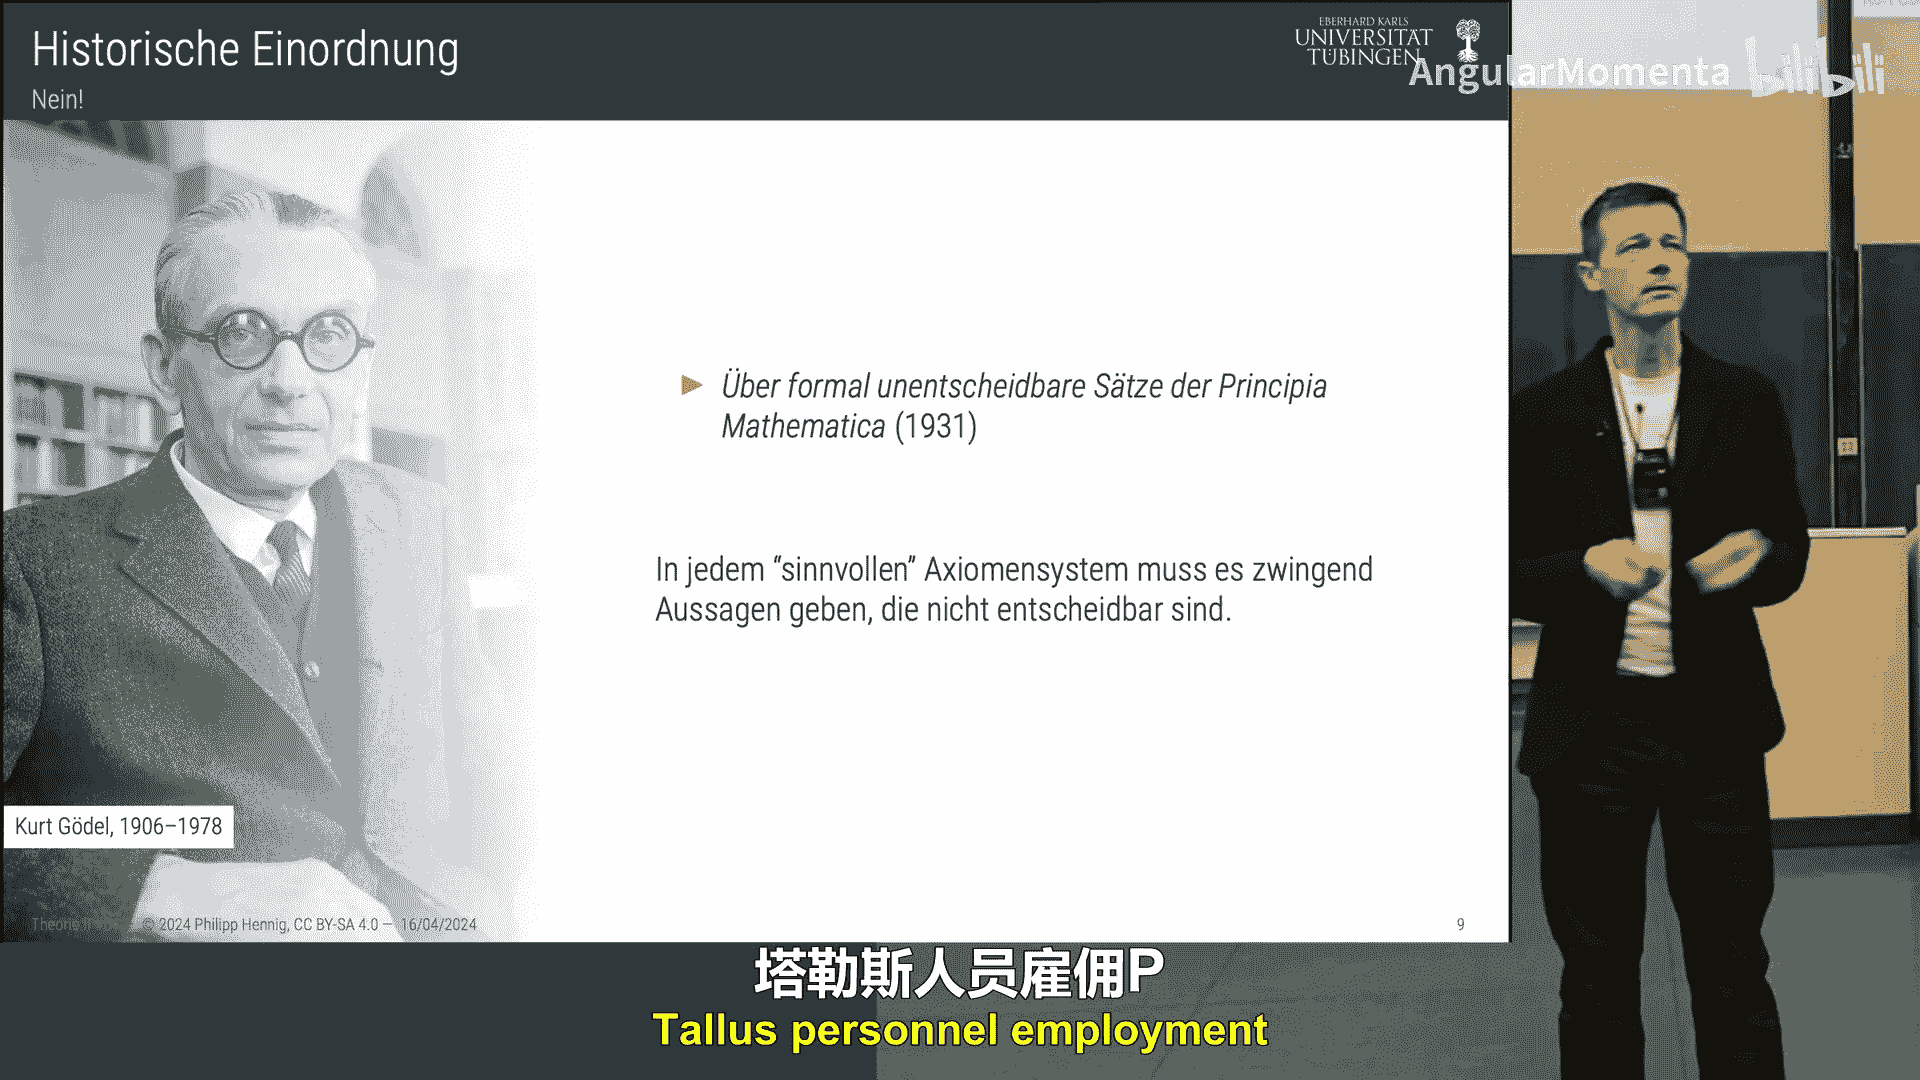 Historische Einordnung
Nein!
EBERHARD KARLS
UNIVERSITÄT
TÜBINGEN
AngularMomenta bilibili
Über formal unentscheidbare Sätze der Principia
Mathematica (1931)
In jedem “sinnvollen” Axiomensystem muss es zwingend
Aussagen geben, die nicht entscheidbar sind.
Kurt Gödel, 1906–1978
© 2024 Philipp Hennig, CC BY-SA 4.0 — 16/04/2024
9
塔勒斯人员雇佣P
Tallus personnel employment